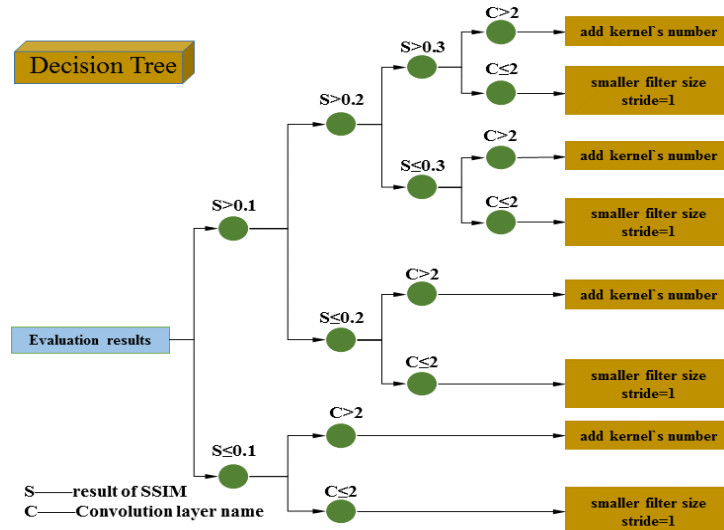 Decision Tree
C>2
add kernel`s number
S>0.3
C≤2
smaller filter size
stride=1
S>0.2
C>2
add kernel`s number
S≤0.3
C≤2
smaller filter size
stride=1
S>0.1
C>2
add kernel`s number
S≤0.2
C≤2
smaller filter size
stride=1
Evaluation results
C>2
add kernel`s number
S≤0.1
C≤2
smaller filter size
stride=1
S——result of SSIM
C——Convolution layer name